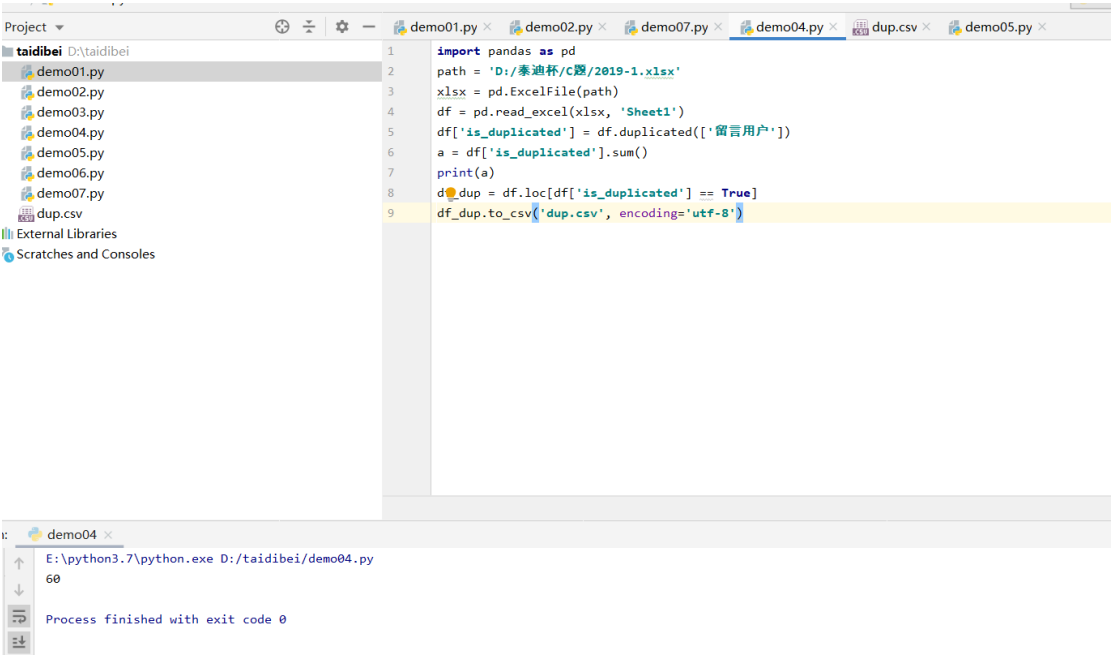 Project
demo01.py
demo02.py
demo07.py
demo04.py
dup.csv
demo05.py
taidibei D:\taidibei
demo01.py
demo02.py
demo03.py
demo04.py
demo05.py
demo06.py
demo07.py
dup.csv
External Libraries
Scratches and Consoles
1 import pandas as pd
2 path = 'D:/泰迪杯/C题/2019-1.xlsx'
3 xlsx = pd.ExcelFile(path)
4 df = pd.read_excel(xlsx, 'Sheet1')
5 df['is_duplicated'] = df.duplicated(['留言用户'])
6 a = df['is_duplicated'].sum()
7 print(a)
8 df_dup = df.loc[df['is_duplicated'] == True]
9 df_dup.to_csv('dup.csv', encoding='utf-8')
demo04
E:\python3.7\python.exe D:/taidibei/demo04.py
60
Process finished with exit code 0